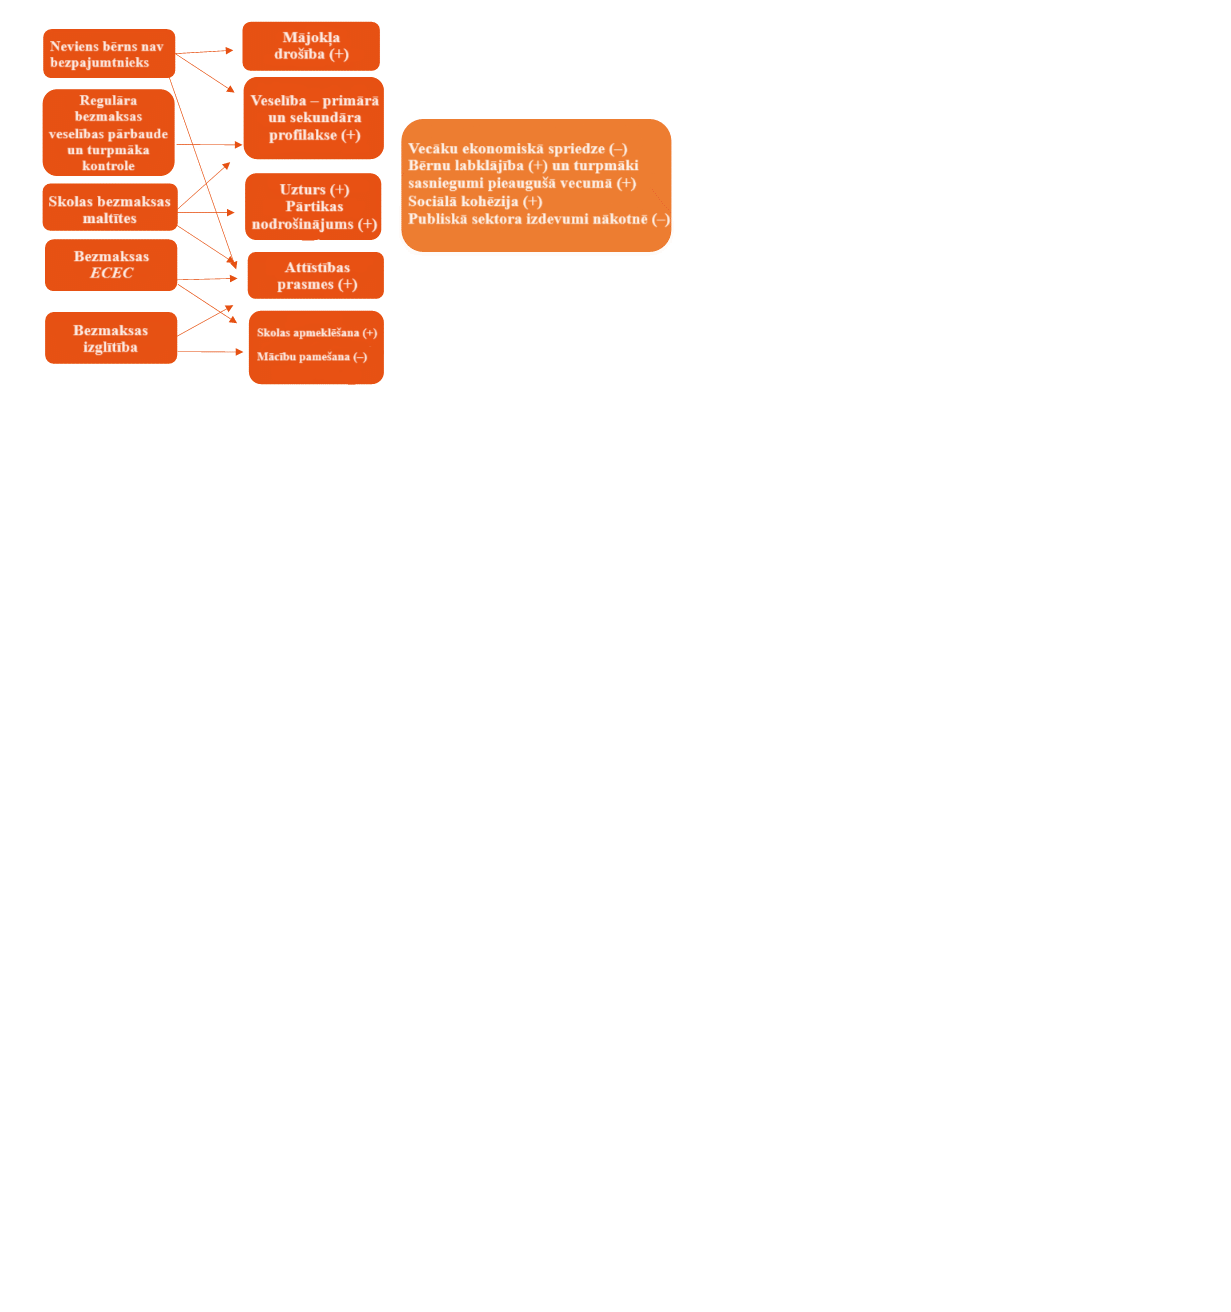 Neviens bērns nav
bezpajumtnieks
Regulāra
bezmaksas
veselības pārbaude
un turpmāka
kontrole
Skolas bezmaksas
maltītes
Bezmaksas
ECEC
Bezmaksas
izglītība
Mājokļa
drošība (+)
Veselība – primārā
un sekundāra
profilakse (+)
Uzturs (+)
Pārtikas
nodrošinājums (+)
Attīstības
prasmes (+)
Skolas apmeklēšana (+)
Mācību pamešana (–)
Vecāku ekonomiskā spriedze (–)
Bērnu labklājība (+) un turpmāki
sasniegumi pieaugušā vecumā (+)
Sociālā kohēzija (+)
Publiskā sektora izdevumi nākotnē (–)